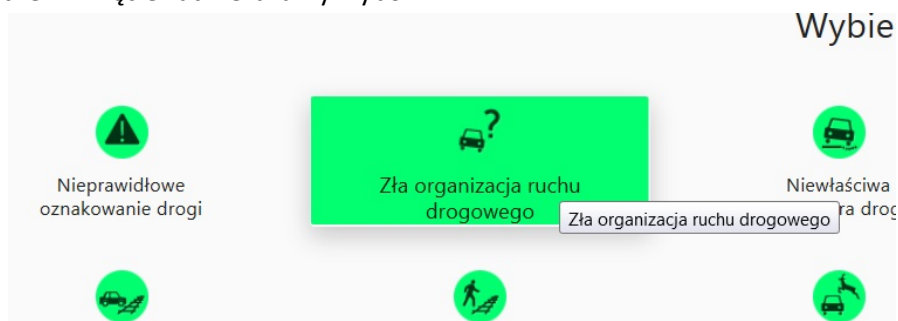 Wybie
?
Nieprawidłowe
oznakowanie drogi
Zła organizacja ruchu
drogowego
Zła organizacja ruchu drogowego
Niewłaściwa
ra drog